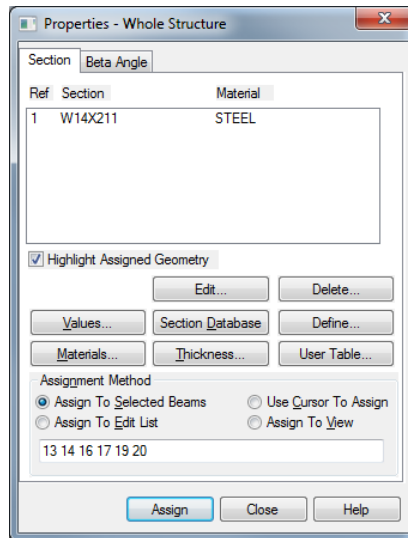 Properties - Whole Structure
Section Beta Angle
Ref Section Material
1 W14X211 STEEL
Highlight Assigned Geometry
Edit... Delete...
Values... Section Database Define...
Materials... Thickness... User Table...
Assignment Method
Assign To Selected Beams Use Cursor To Assign
Assign To Edit List Assign To View
13 14 16 17 19 20
Assign Close Help